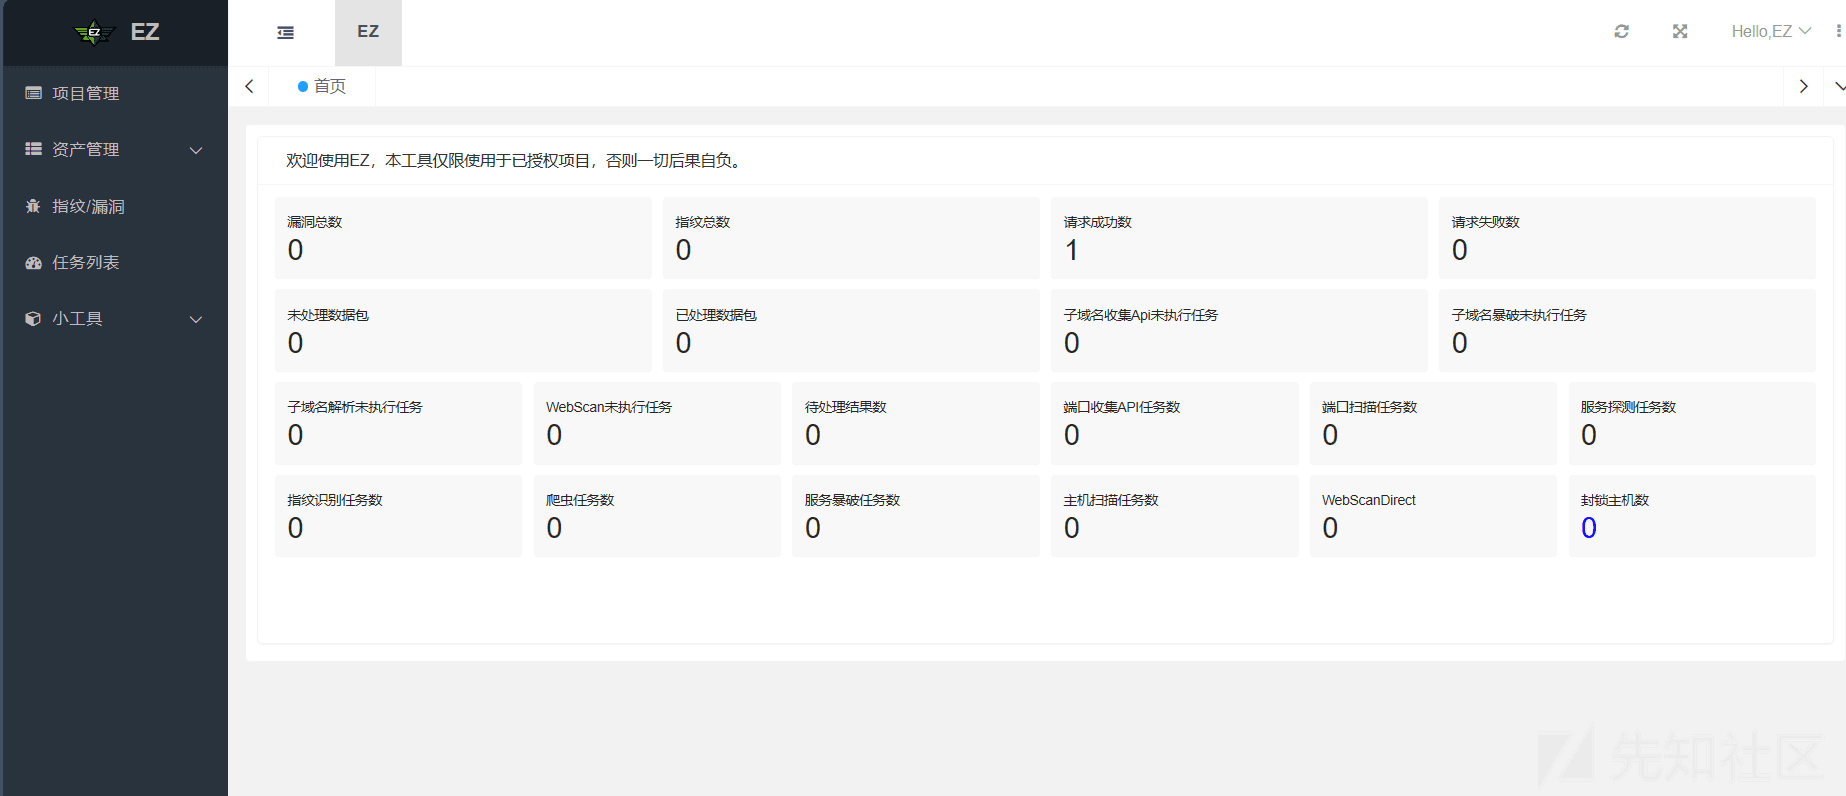 EZ EZ
EZ
Hello,EZ
项目管理
资产管理
指纹/漏洞
任务列表
小工具
首页
欢迎使用EZ，本工具仅限使用于已授权项目，否则一切后果自负。
漏洞总数 指纹总数 请求成功数 请求失败数
0 0 1 0
未处理数据包 已处理数据包 子域名收集Api未执行任务 子域名暴破未执行任务
0 0 0 0
子域名解析未执行任务 WebScan未执行任务 待处理结果数 端口收集API任务数 端口扫描任务数 服务探测任务数
0 0 0 0 0 0
指纹识别任务数 爬虫任务数 服务暴破任务数 主机扫描任务数 WebScanDirect 封锁主机数
0 0 0 0 0 0
先知社区